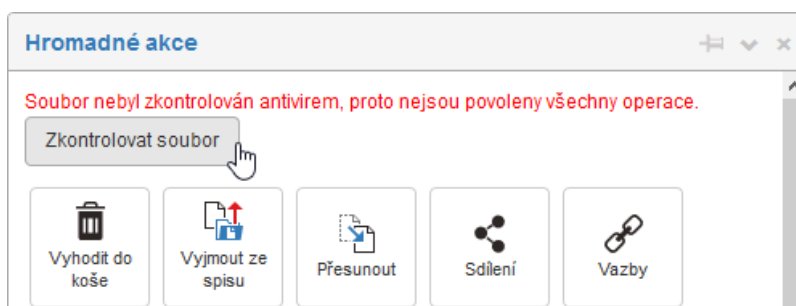 Hromadné akce
Soubor nebyl zkontrolován antivirem, proto nejsou povoleny všechny operace.
Zkontrolovat soubor
Vyhodit do
koše
Vyjmout ze
spisu
Přesunout
Sdílení
Vazby